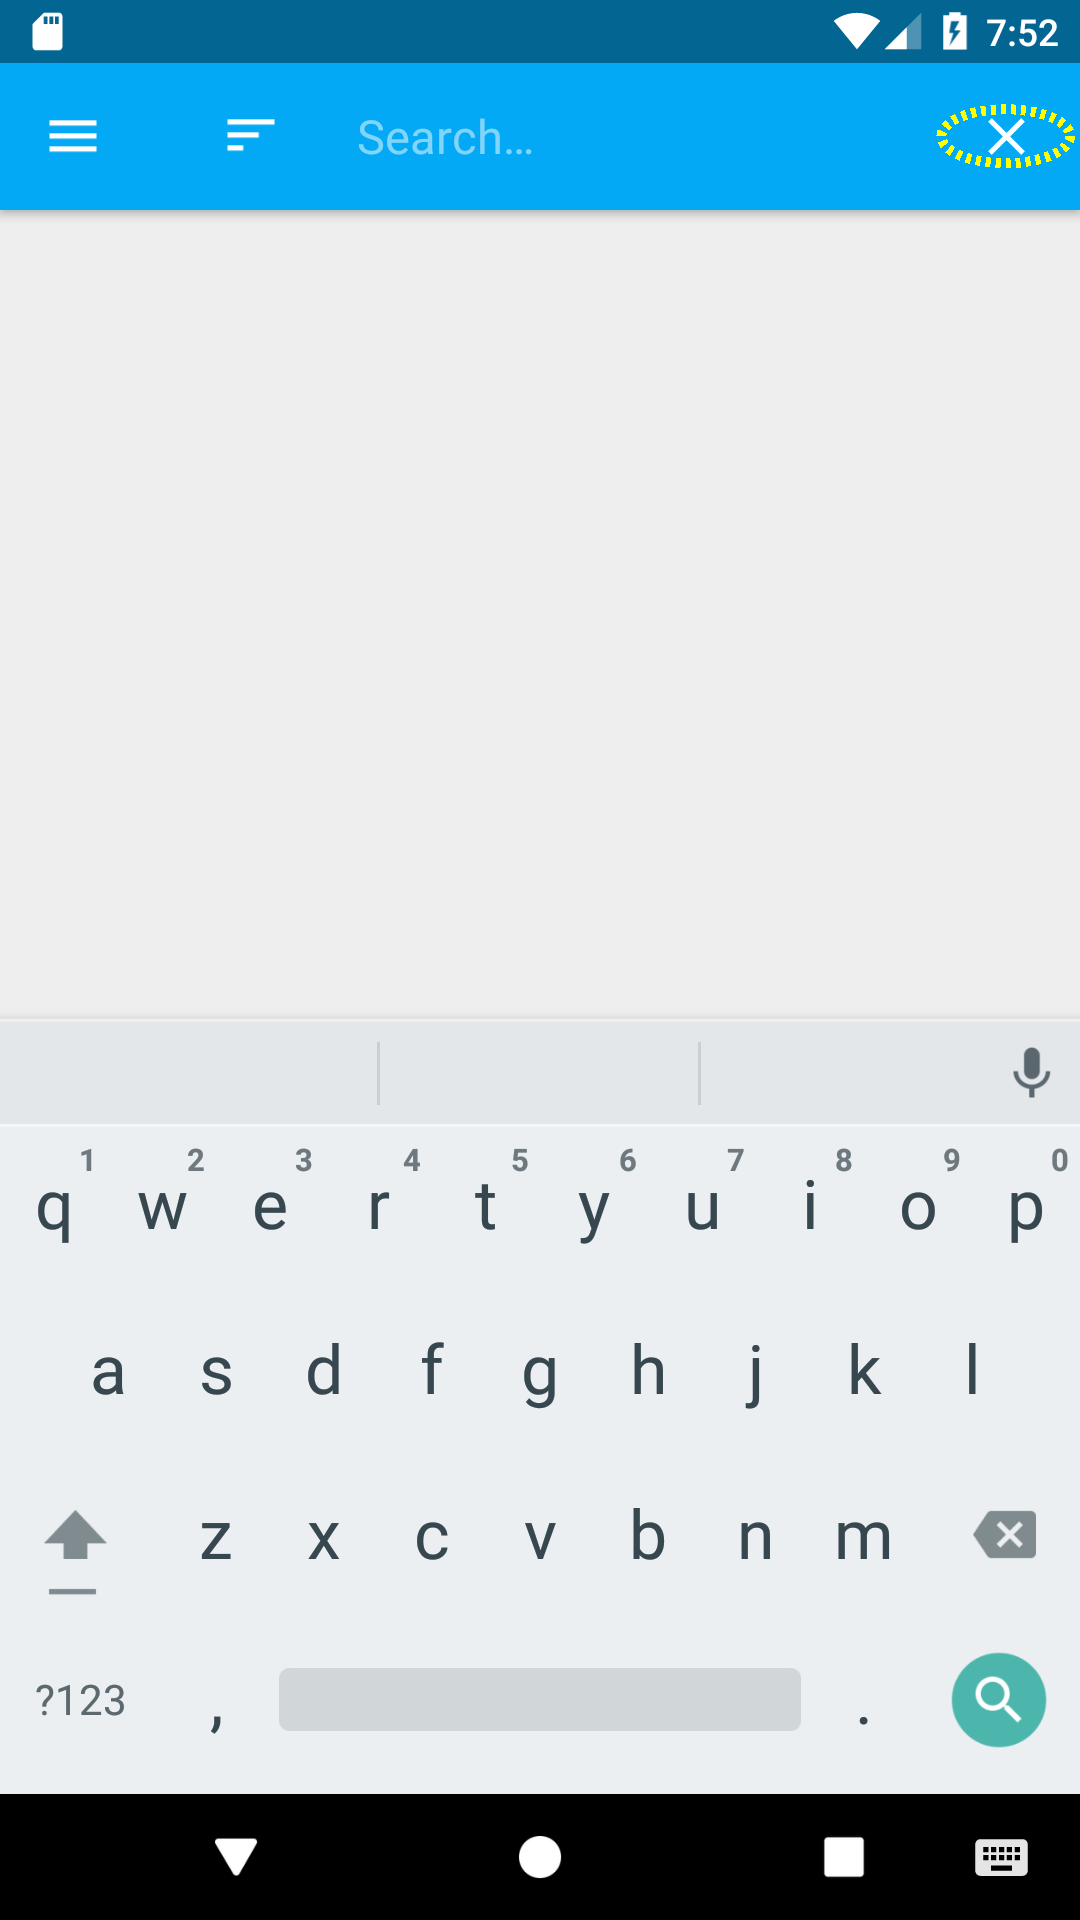 7:52
Search…
1 2 3 4 5 6 7 8 9 0
q w e r t y u i o p
a s d f g h j k l
z x c v b n m
?123 , .